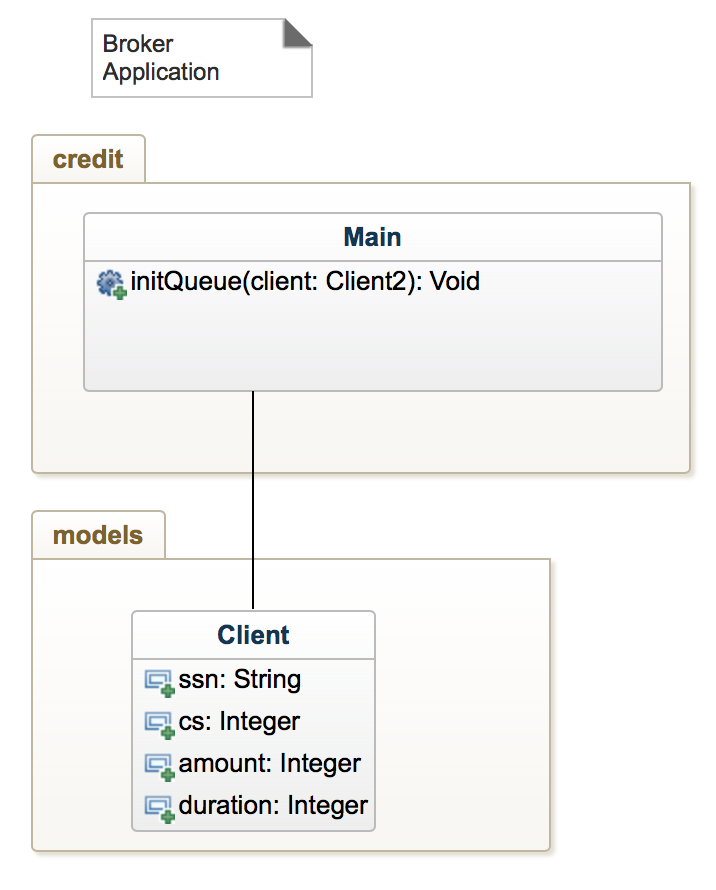 Broker
Application
credit
Main
initQueue(client: Client2): Void
models
Client
ssn: String
cs: Integer
amount: Integer
duration: Integer